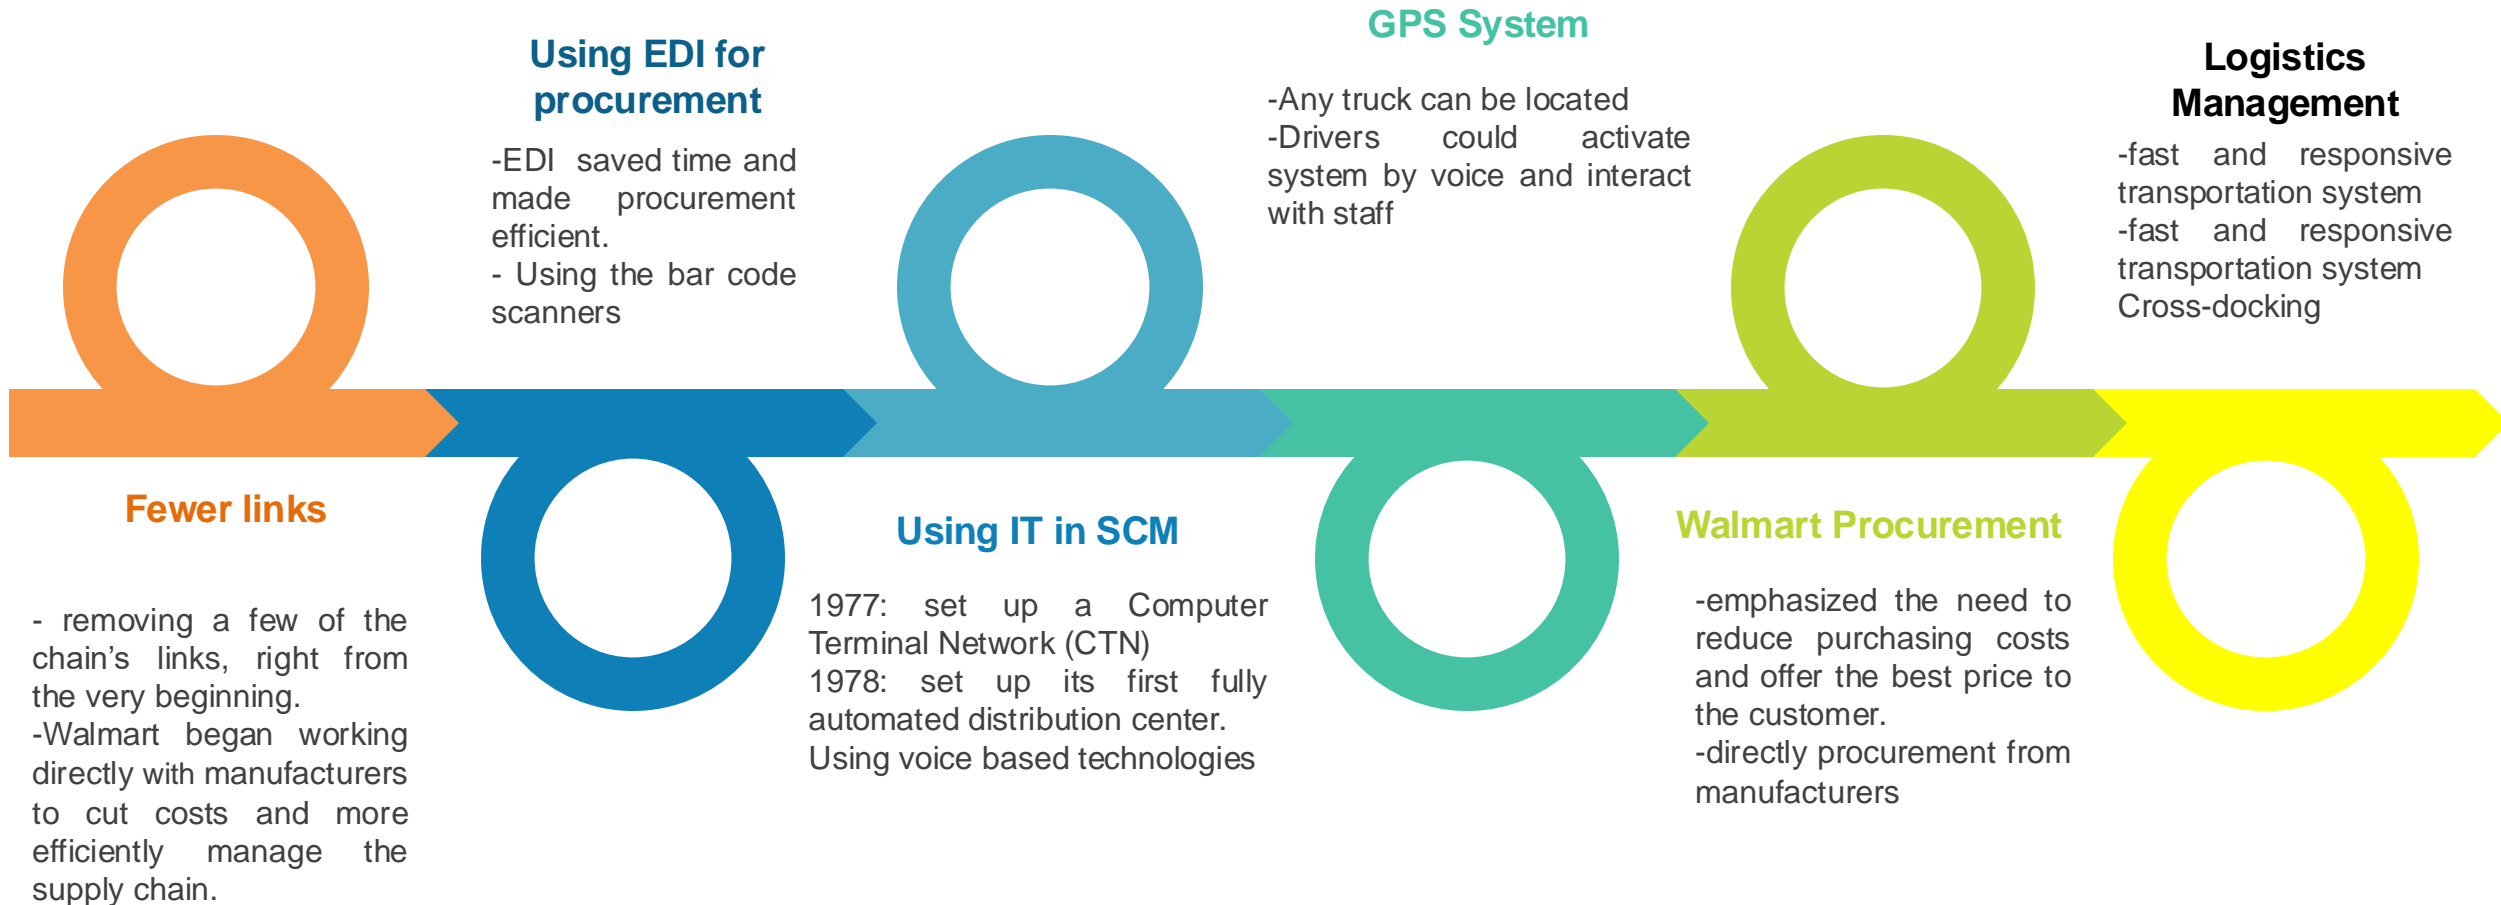 Fewer links
- removing a few of the
chain’s links, right from
the very beginning.
-Walmart began working
directly with manufacturers
to cut costs and more
efficiently manage the
supply chain.
Using EDI for
procurement
-EDI saved time and
made procurement
efficient.
- Using the bar code
scanners
Using IT in SCM
1977: set up a Computer
Terminal Network (CTN)
1978: set up its first fully
automated distribution center.
Using voice based technologies
GPS System
-Any truck can be located
-Drivers could activate
system by voice and interact
with staff
Walmart Procurement
-emphasized the need to
reduce purchasing costs
and offer the best price to
the customer.
-directly procurement from
manufacturers
Logistics
Management
-fast and responsive
transportation system
-fast and responsive
transportation system
Cross-docking